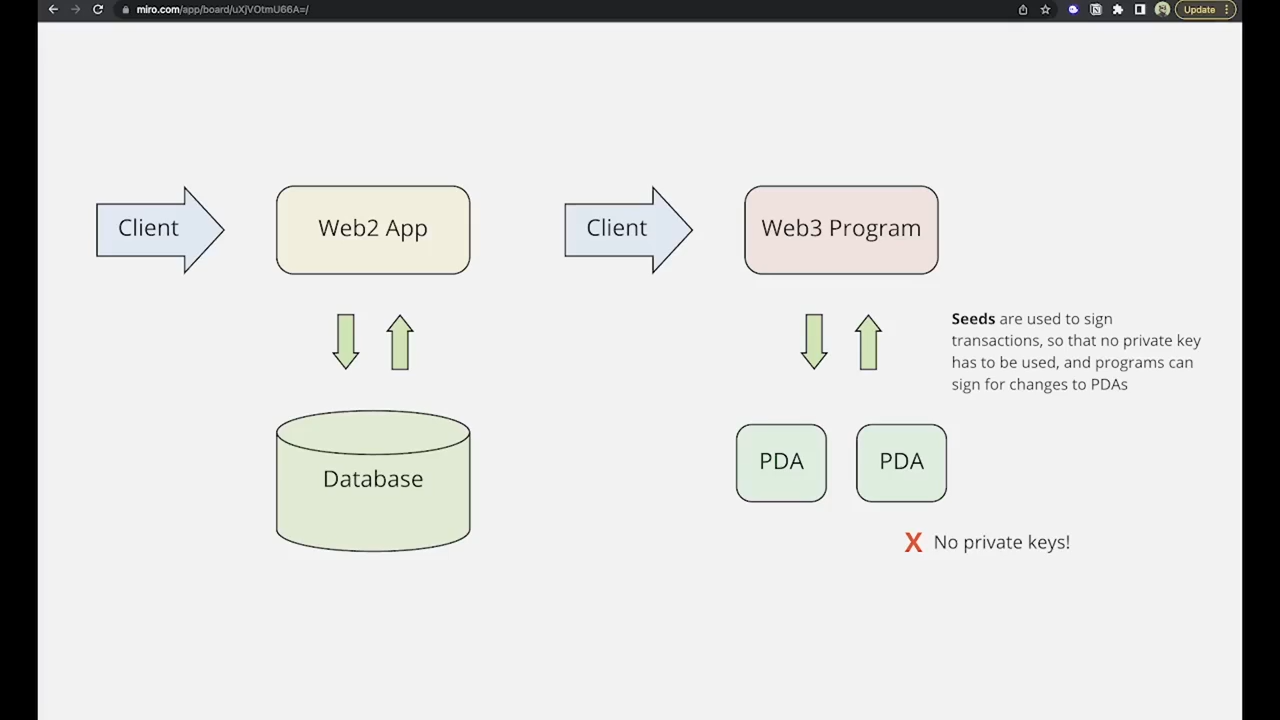 miro.com/app/board/uXjVOtmU66A=/
Update
Client
Web2 App
Client
Web3 Program
Seeds are used to sign
transactions, so that no private key
has to be used, and programs can
sign for changes to PDAs
Database
PDA
PDA
X No private keys!